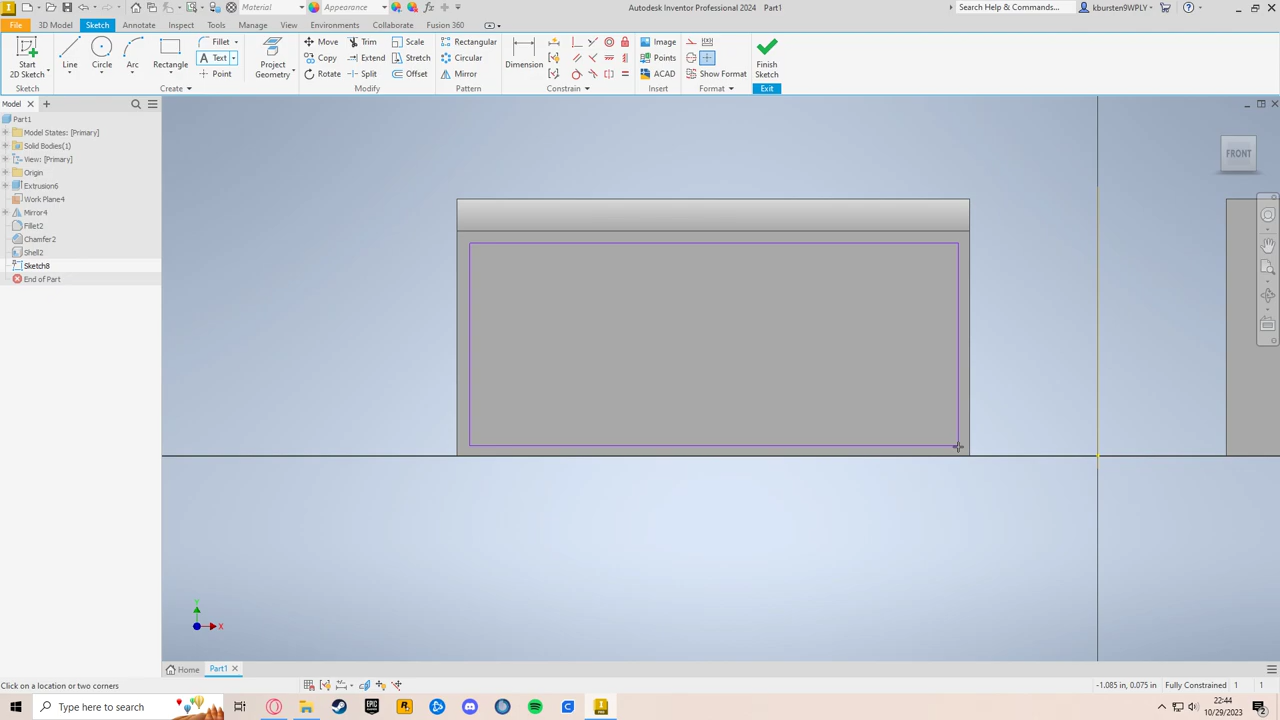 Material
Appearance
Autodesk Inventor Professional 2024 Part1
Search Help & Commands...
kbursten9WPLY
File 3D Model Sketch Annotate Inspect Tools Manage View Environments Collaborate Fusion 360
Start
2D Sketch
Sketch
Line
Circle
Arc
Rectangle
Fillet
Text
Point
Create
Project
Geometry
Move
Copy
Rotate
Trim
Extend
Split
Scale
Stretch
Offset
Modify
Rectangular
Circular
Mirror
Pattern
Dimension
Constrain
Image
Points
ACAD
Insert
Show Format
Format
Finish
Sketch
Exit
Model
Part1
Model States: [Primary]
Solid Bodies(1)
View: [Primary]
Origin
Extrusion6
Work Plane4
Mirror4
Fillet2
Chamfer2
Shell2
Sketch8
End of Part
FRONT
Y
X
Home Part1
Click on a location or two corners
-1.085 in, 0.075 in Fully Constrained 1 1
Type here to search
22:44
10/29/2023